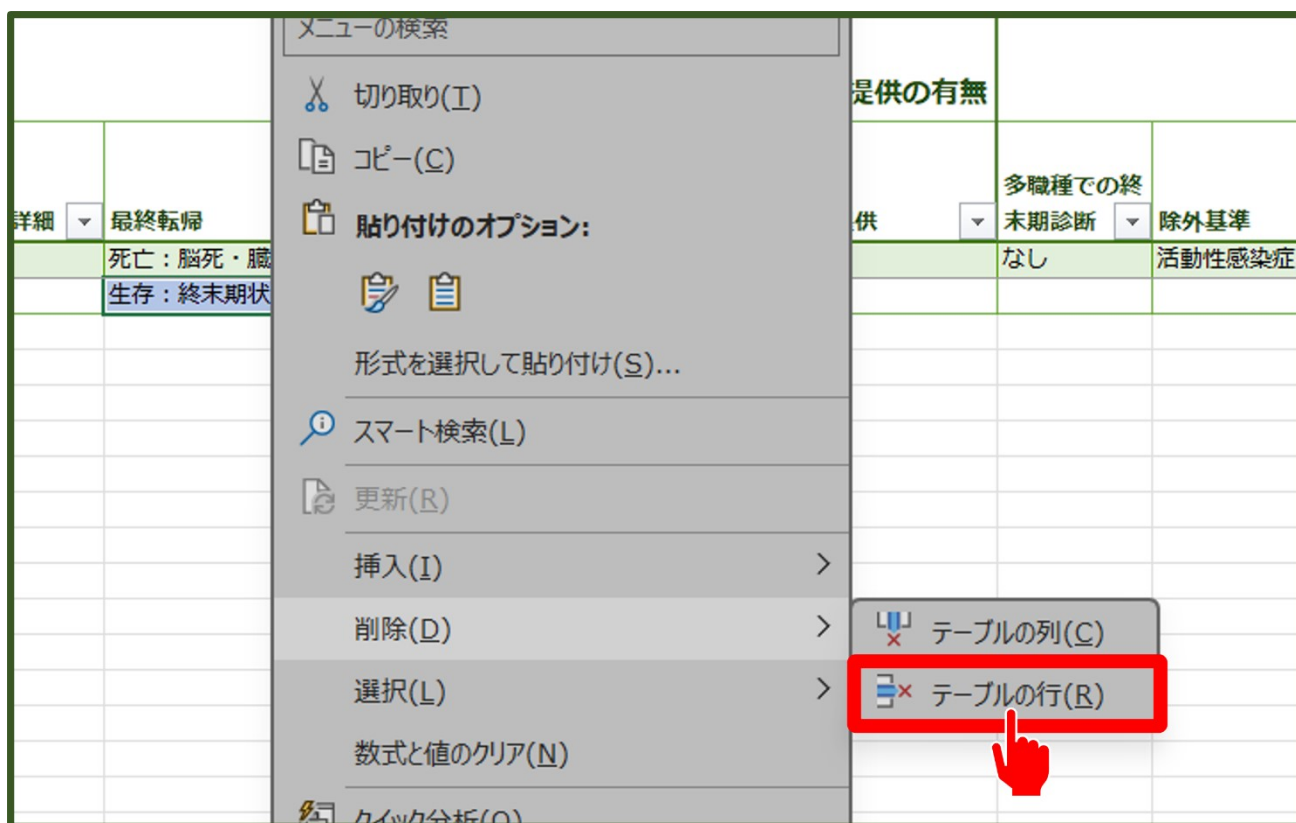 メニューの検索
切り取り(T)
コピー(C)
貼り付けのオプション:
形式を選択して貼り付け(S)...
スマート検索(L)
更新(R)
挿入(I)
削除(D)
選択(L)
数式と値のクリア(N)
クイック分析(Q)
テーブルの列(C)
テーブルの行(R)
提供の有無
詳細
最終転帰
供
多職種での終
末期診断
除外基準
死亡:脳死・臓
なし
活動性感染症
生存:終末期状